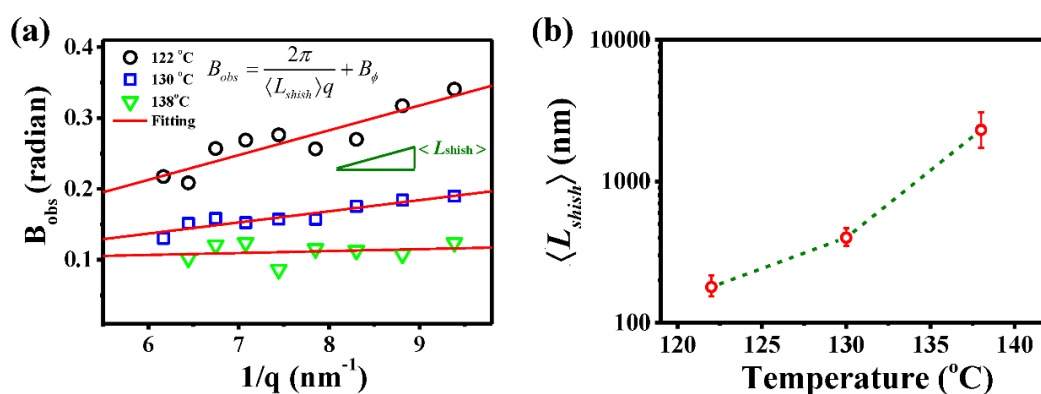 (a)
0.4
0.3
0.2
0.1
B_obs (radian)
122 °C
130 °C
138°C
Fitting
B_obs = 2π / ⟨L_shish⟩q + B_ϕ
< L_shish >
6 7 8 9
1/q (nm⁻¹)
(b)
10000
1000
100
⟨L_shish⟩ (nm)
120 125 130 135 140
Temperature (°C)